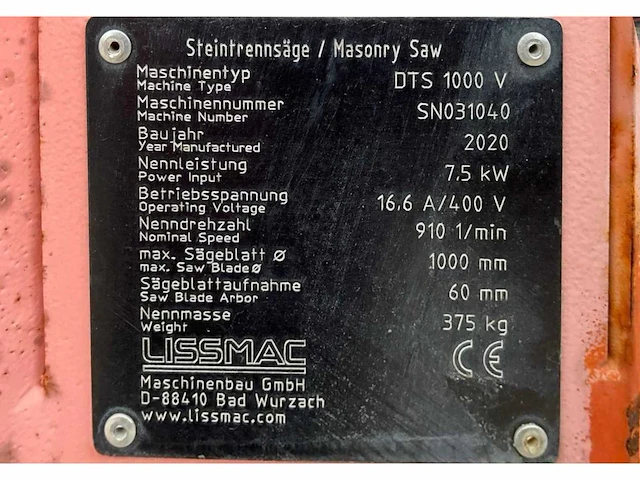 Steintrennsäge / Masonry Saw
Maschinentyp DTS 1000 V
Machine Type
Maschinennummer SN031040
Machine Number
Baujahr 2020
Year Manufactured
Nennleistung 7.5 kW
Power Input
Betriebsspannung 16.6 A/400 V
Operating Voltage
Nenndrehzahl 910 1/min
Nominal Speed
max. Sägeblatt Ø 1000 mm
max. Saw Blade Ø
Sägeblattaufnahme 60 mm
Saw Blade Arbor
Nennmasse 375 kg
Weight
LISSMAC CE
Maschinenbau GmbH
D-88410 Bad Wurzach
www.lissmac.com